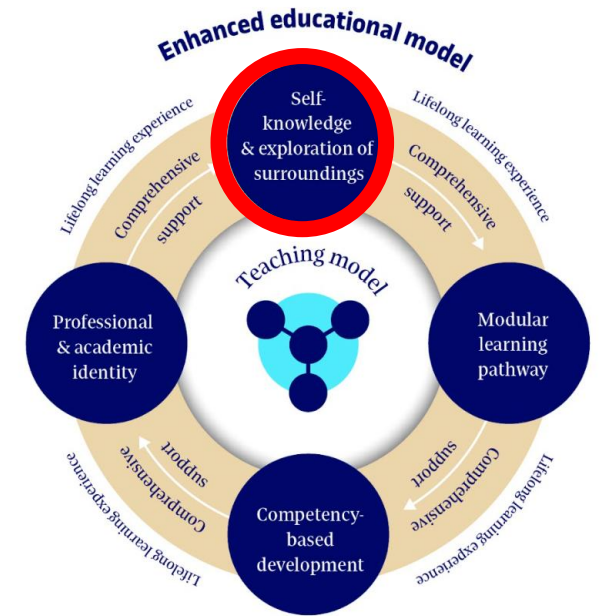 Enhanced educational model
Self-
knowledge
& exploration of
surroundings
Lifelong learning experience
Comprehensive
support
Lifelong learning experience
Comprehensive
support
Teaching model
Professional
& academic
identity
Modular
learning
pathway
Comprehensive
support
Lifelong learning experience
Comprehensive
support
Lifelong learning experience
Competency-
based
development